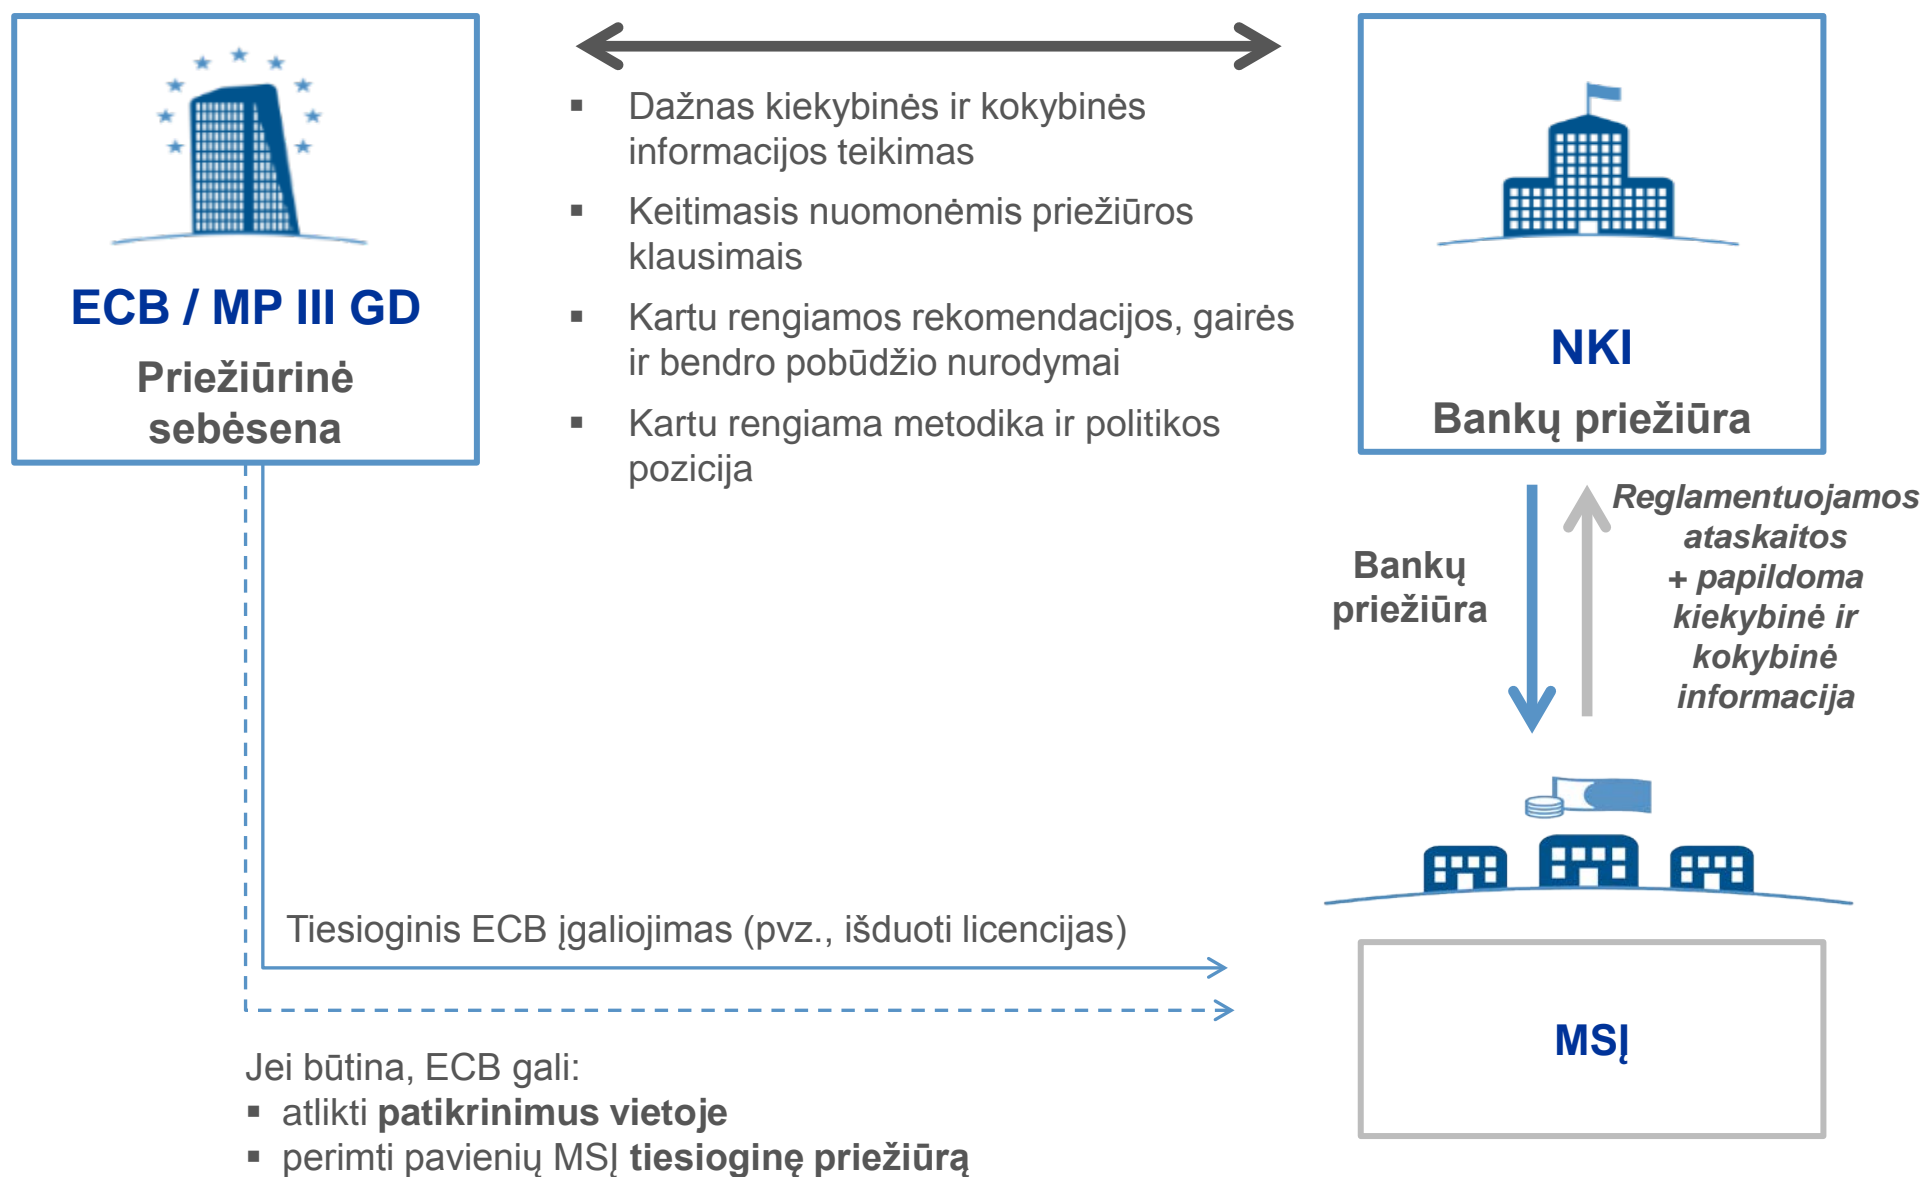 ECB / MP III GD
Priežiūrinė
sebėsena
▪ Dažnas kiekybinės ir kokybinės
informacijos teikimas
▪ Keitimasis nuomonėmis priežiūros
klausimais
▪ Kartu rengiamos rekomendacijos, gairės
ir bendro pobūdžio nurodymai
▪ Kartu rengiama metodika ir politikos
pozicija
NKI
Bankų priežiūra
Bankų
priežiūra
Reglamentuojamos
ataskaitos
+ papildoma
kiekybinė ir
kokybinė
informacija
Tiesioginis ECB įgaliojimas (pvz., išduoti licencijas)
Jei būtina, ECB gali:
▪ atlikti patikrinimus vietoje
▪ perimti pavienių MSĮ tiesioginę priežiūrą
MSĮ